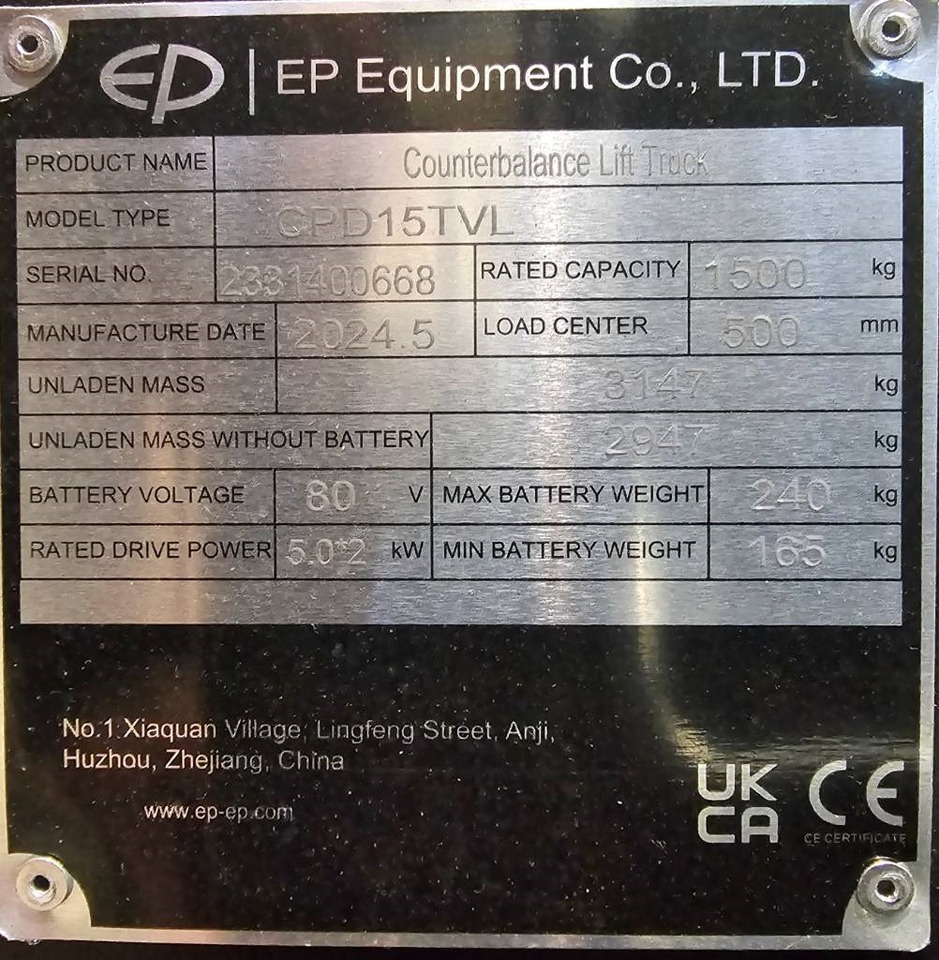 EP | EP Equipment Co., LTD.
PRODUCT NAME Counterbalance Lift Truck
MODEL TYPE CPD15TVL
SERIAL NO. 2381400668 RATED CAPACITY 1500 kg
MANUFACTURE DATE 2024.5 LOAD CENTER 500 mm
UNLADEN MASS 3147 kg
UNLADEN MASS WITHOUT BATTERY 2947 kg
BATTERY VOLTAGE 80 V MAX BATTERY WEIGHT 240 kg
RATED DRIVE POWER 5.0*2 kW MIN BATTERY WEIGHT 165 kg
No.1 Xiaquan Village, Lingfeng Street, Anji,
Huzhou, Zhejiang, China
www.ep-ep.com
UK
CA
CE
CE CERTIFICATE